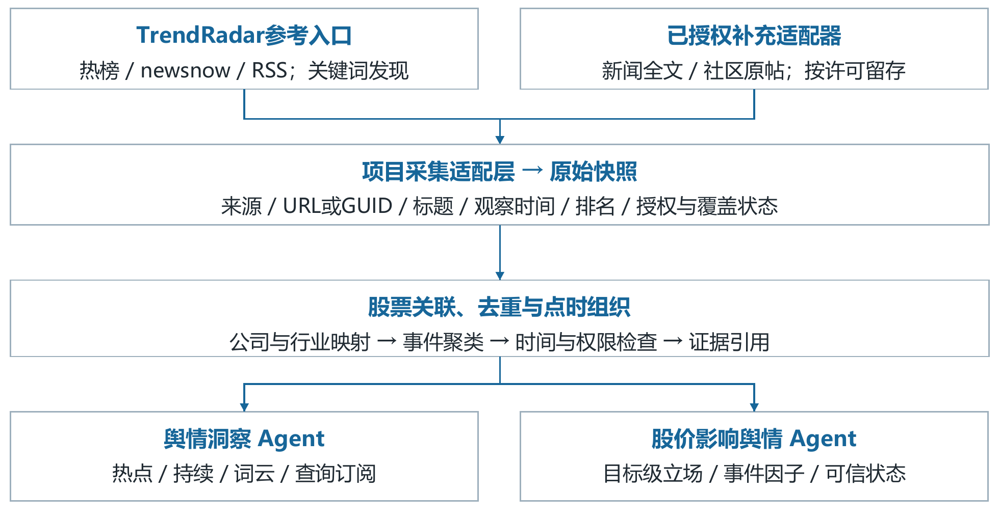 TrendRadar参考入口
热榜 / newsnow / RSS；关键词发现
已授权补充适配器
新闻全文 / 社区原帖；按许可留存
项目采集适配层 → 原始快照
来源 / URL或GUID / 标题 / 观察时间 / 排名 / 授权与覆盖状态
股票关联、去重与点时组织
公司与行业映射 → 事件聚类 → 时间与权限检查 → 证据引用
舆情洞察 Agent
热点 / 持续 / 词云 / 查询订阅
股价影响舆情 Agent
目标级立场 / 事件因子 / 可信状态